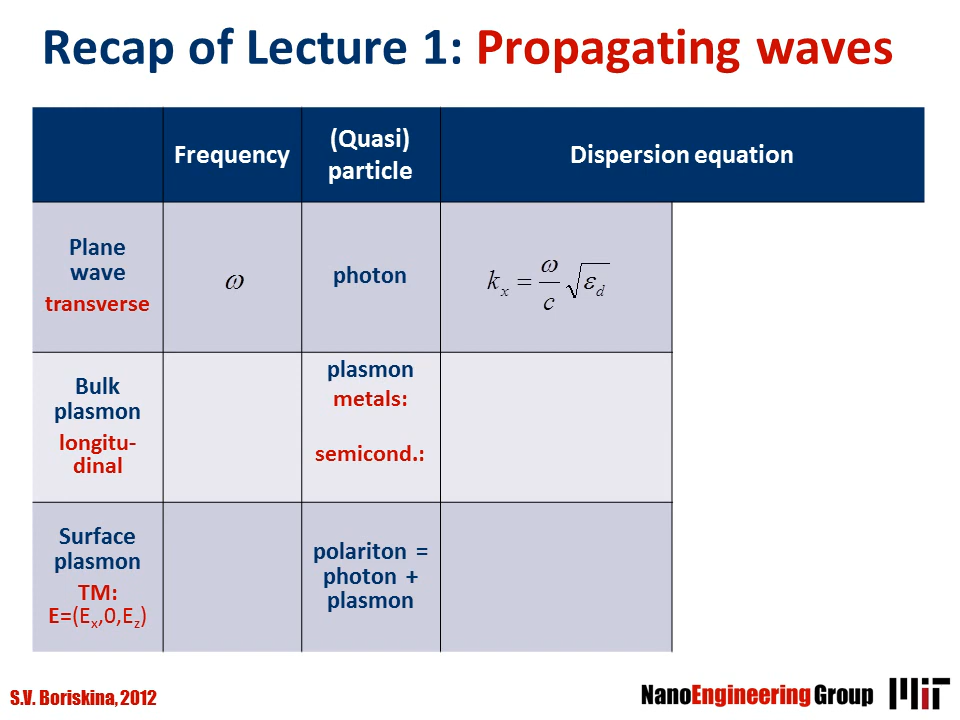 Recap of Lecture 1: Propagating waves
Frequency
(Quasi)
particle
Dispersion equation
Plane
wave
transverse
ω
photon
k_x = ω/c √ε_d
Bulk
plasmon
longitu-
dinal
plasmon
metals:
semicond.:
Surface
plasmon
TM:
E=(E_x,0,E_z)
polariton =
photon +
plasmon
S.V. Boriskina, 2012
NanoEngineering Group
MIT